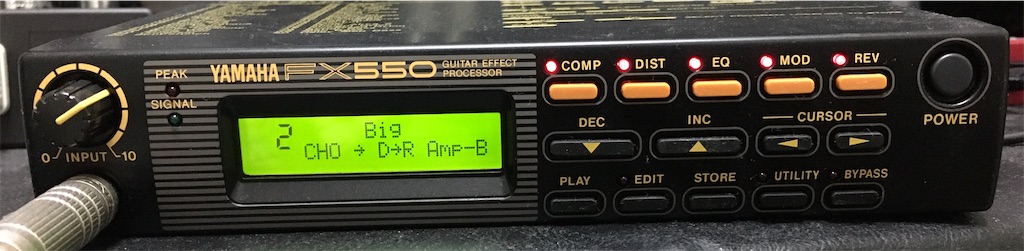 PEAK
SIGNAL
0 INPUT 10
YAMAHA FX550 GUITAR EFFECT PROCESSOR
2 Big
CHO → D→R Amp-B
COMP DIST EQ MOD REV
DEC INC CURSOR
PLAY EDIT STORE UTILITY BYPASS
POWER